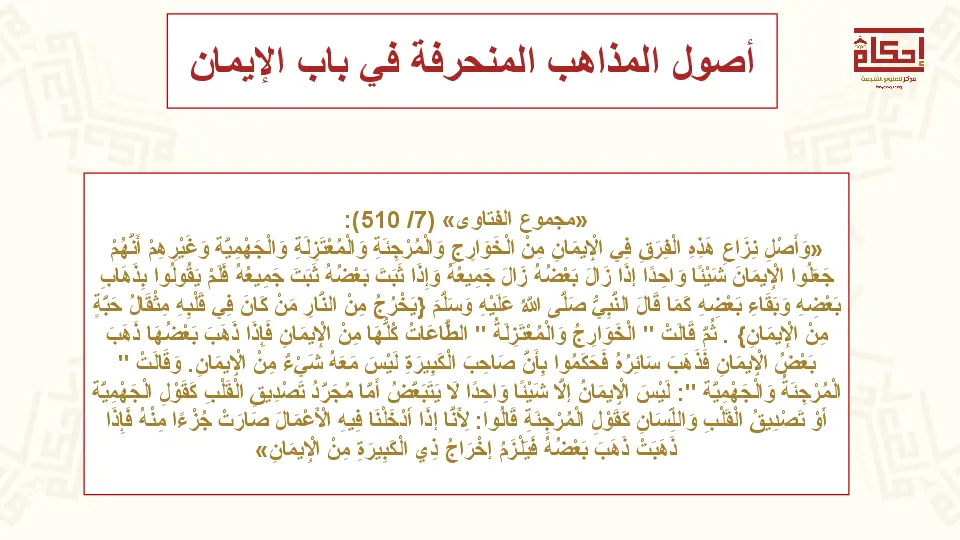 أصول المذاهب المنحرفة في باب الإيمان
إحكام
مركز للعلوم الشرعية
«مجموع الفتاوى» (7/ 510):
«وَأَصْلُ نِزَاعِ هَذِهِ الْفِرَقِ فِي الْإِيمَانِ مِنْ الْخَوَارِجِ وَالْمُرْجِئَةِ وَالْمُعْتَزِلَةِ وَالْجَهْمِيَّة وَغَيْرِهِمْ أَنَّهُمْ
جَعَلُوا الْإِيمَانَ شَيْئًا وَاحِدًا إذَا زَالَ بَعْضُهُ زَالَ جَمِيعُهُ وَإِذَا ثَبَتَ بَعْضُهُ ثَبَتَ جَمِيعُهُ فَلَمْ يَقُولُوا بِذَهَابِ
بَعْضِهِ وَبَقَاءِ بَعْضِهِ كَمَا قَالَ النَّبِيُّ صَلَّى اللهُ عَلَيْهِ وَسَلَّمَ {يَخْرُجُ مِنْ النَّارِ مَنْ كَانَ فِي قَلْبِهِ مِثْقَالُ حَبَّةٍ
مِنْ الْإِيمَانِ} . ثُمَّ قَالَتْ " الْخَوَارِجُ وَالْمُعْتَزِلَةُ " الطَّاعَاتُ كُلُّهَا مِنْ الْإِيمَانِ فَإِذَا ذَهَبَ بَعْضُهَا ذَهَبَ
بَعْضُ الْإِيمَانِ فَذَهَبَ سَائِرُهُ فَحَكَمُوا بِأَنَّ صَاحِبَ الْكَبِيرَةِ لَيْسَ مَعَهُ شَيْءٌ مِنْ الْإِيمَانِ. وَقَالَتْ "
الْمُرْجِئَةُ وَالْجَهْمِيَّة ": لَيْسَ الْإِيمَانُ إلَّا شَيْئًا وَاحِدًا لَا يَتَبَعَّضُ أَمَّا مُجَرَّدُ تَصْدِيقِ الْقَلْبِ كَقَوْلِ الْجَهْمِيَّة
أَوْ تَصْدِيقُ الْقَلْبِ وَاللِّسَانِ كَقَوْلِ الْمُرْجِئَةِ قَالُوا: لِأَنَّا إذَا أَدْخَلْنَا فِيهِ الْأَعْمَالَ صَارَتْ جُزْءًا مِنْهُ فَإِذَا
ذَهَبَتْ ذَهَبَ بَعْضُهُ فَيَلْزَمُ إخْرَاجُ ذِي الْكَبِيرَةِ مِنْ الْإِيمَانِ»